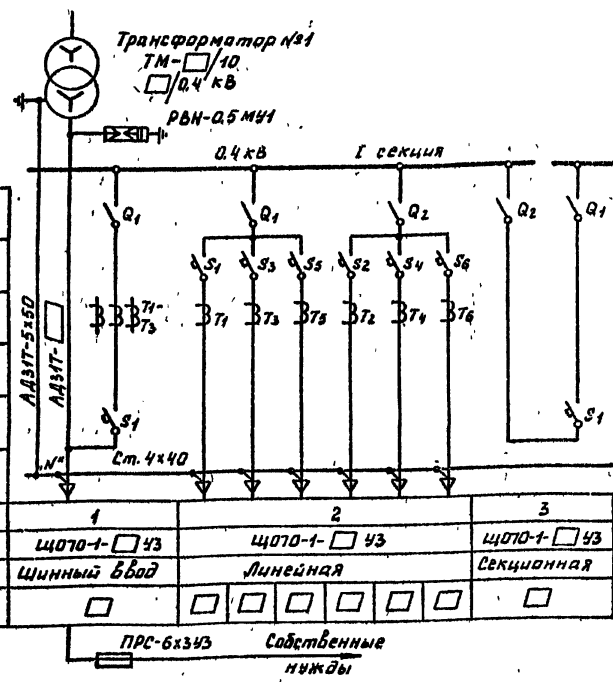 Трансформатор №1
ТМ-□/10
□/0,4 кВ
РВН-0,5 МУ1
0.4 кВ I секция
Q1 Q1 Q2 Q2 Q1
S1 S3 S5 S2 S4 S6
T1-T3 T1 T3 T5 T2 T4 T6
АД31Т-5х50
АД31Т-□
S1 S1
"N" Ст. 4х40
1 2 3
ЩО70-1-□ У3 ЩО70-1-□ У3 ЩО70-1-□ У3
Шинный ввод Линейная Секционная
ПРС-6х3У3 Собственные
нужды